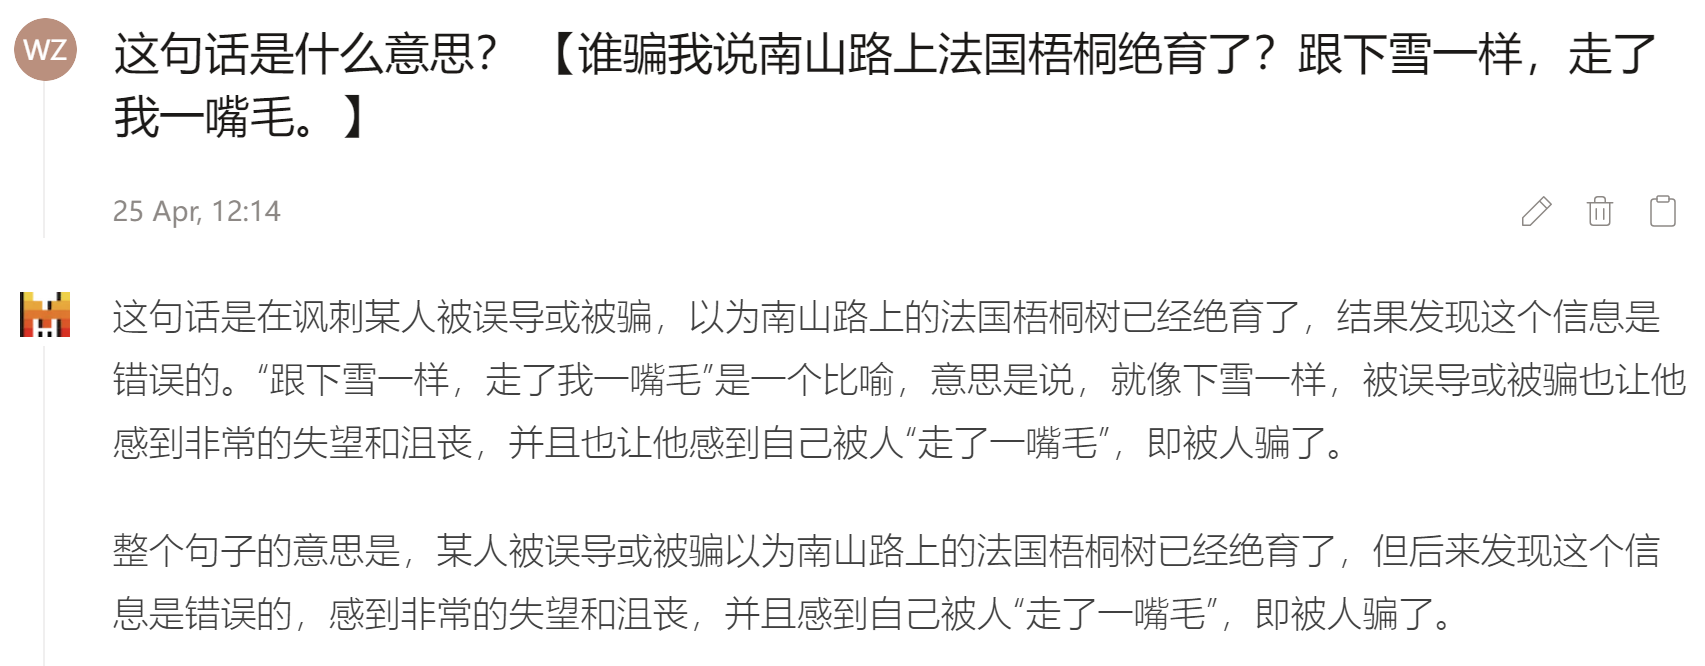 WZ
这句话是什么意思？ 【谁骗我说南山路上法国梧桐绝育了？跟下雪一样，走了
我一嘴毛。】
25 Apr, 12:14
这句话是在讽刺某人被误导或被骗，以为南山路上的法国梧桐树已经绝育了，结果发现这个信息是
错误的。“跟下雪一样，走了我一嘴毛”是一个比喻，意思是说，就像下雪一样，被误导或被骗也让他
感到非常的失望和沮丧，并且也让他感到自己被人“走了一嘴毛”，即被人骗了。
整个句子的意思是，某人被误导或被骗以为南山路上的法国梧桐树已经绝育了，但后来发现这个信
息是错误的，感到非常的失望和沮丧，并且感到自己被人“走了一嘴毛”，即被人骗了。